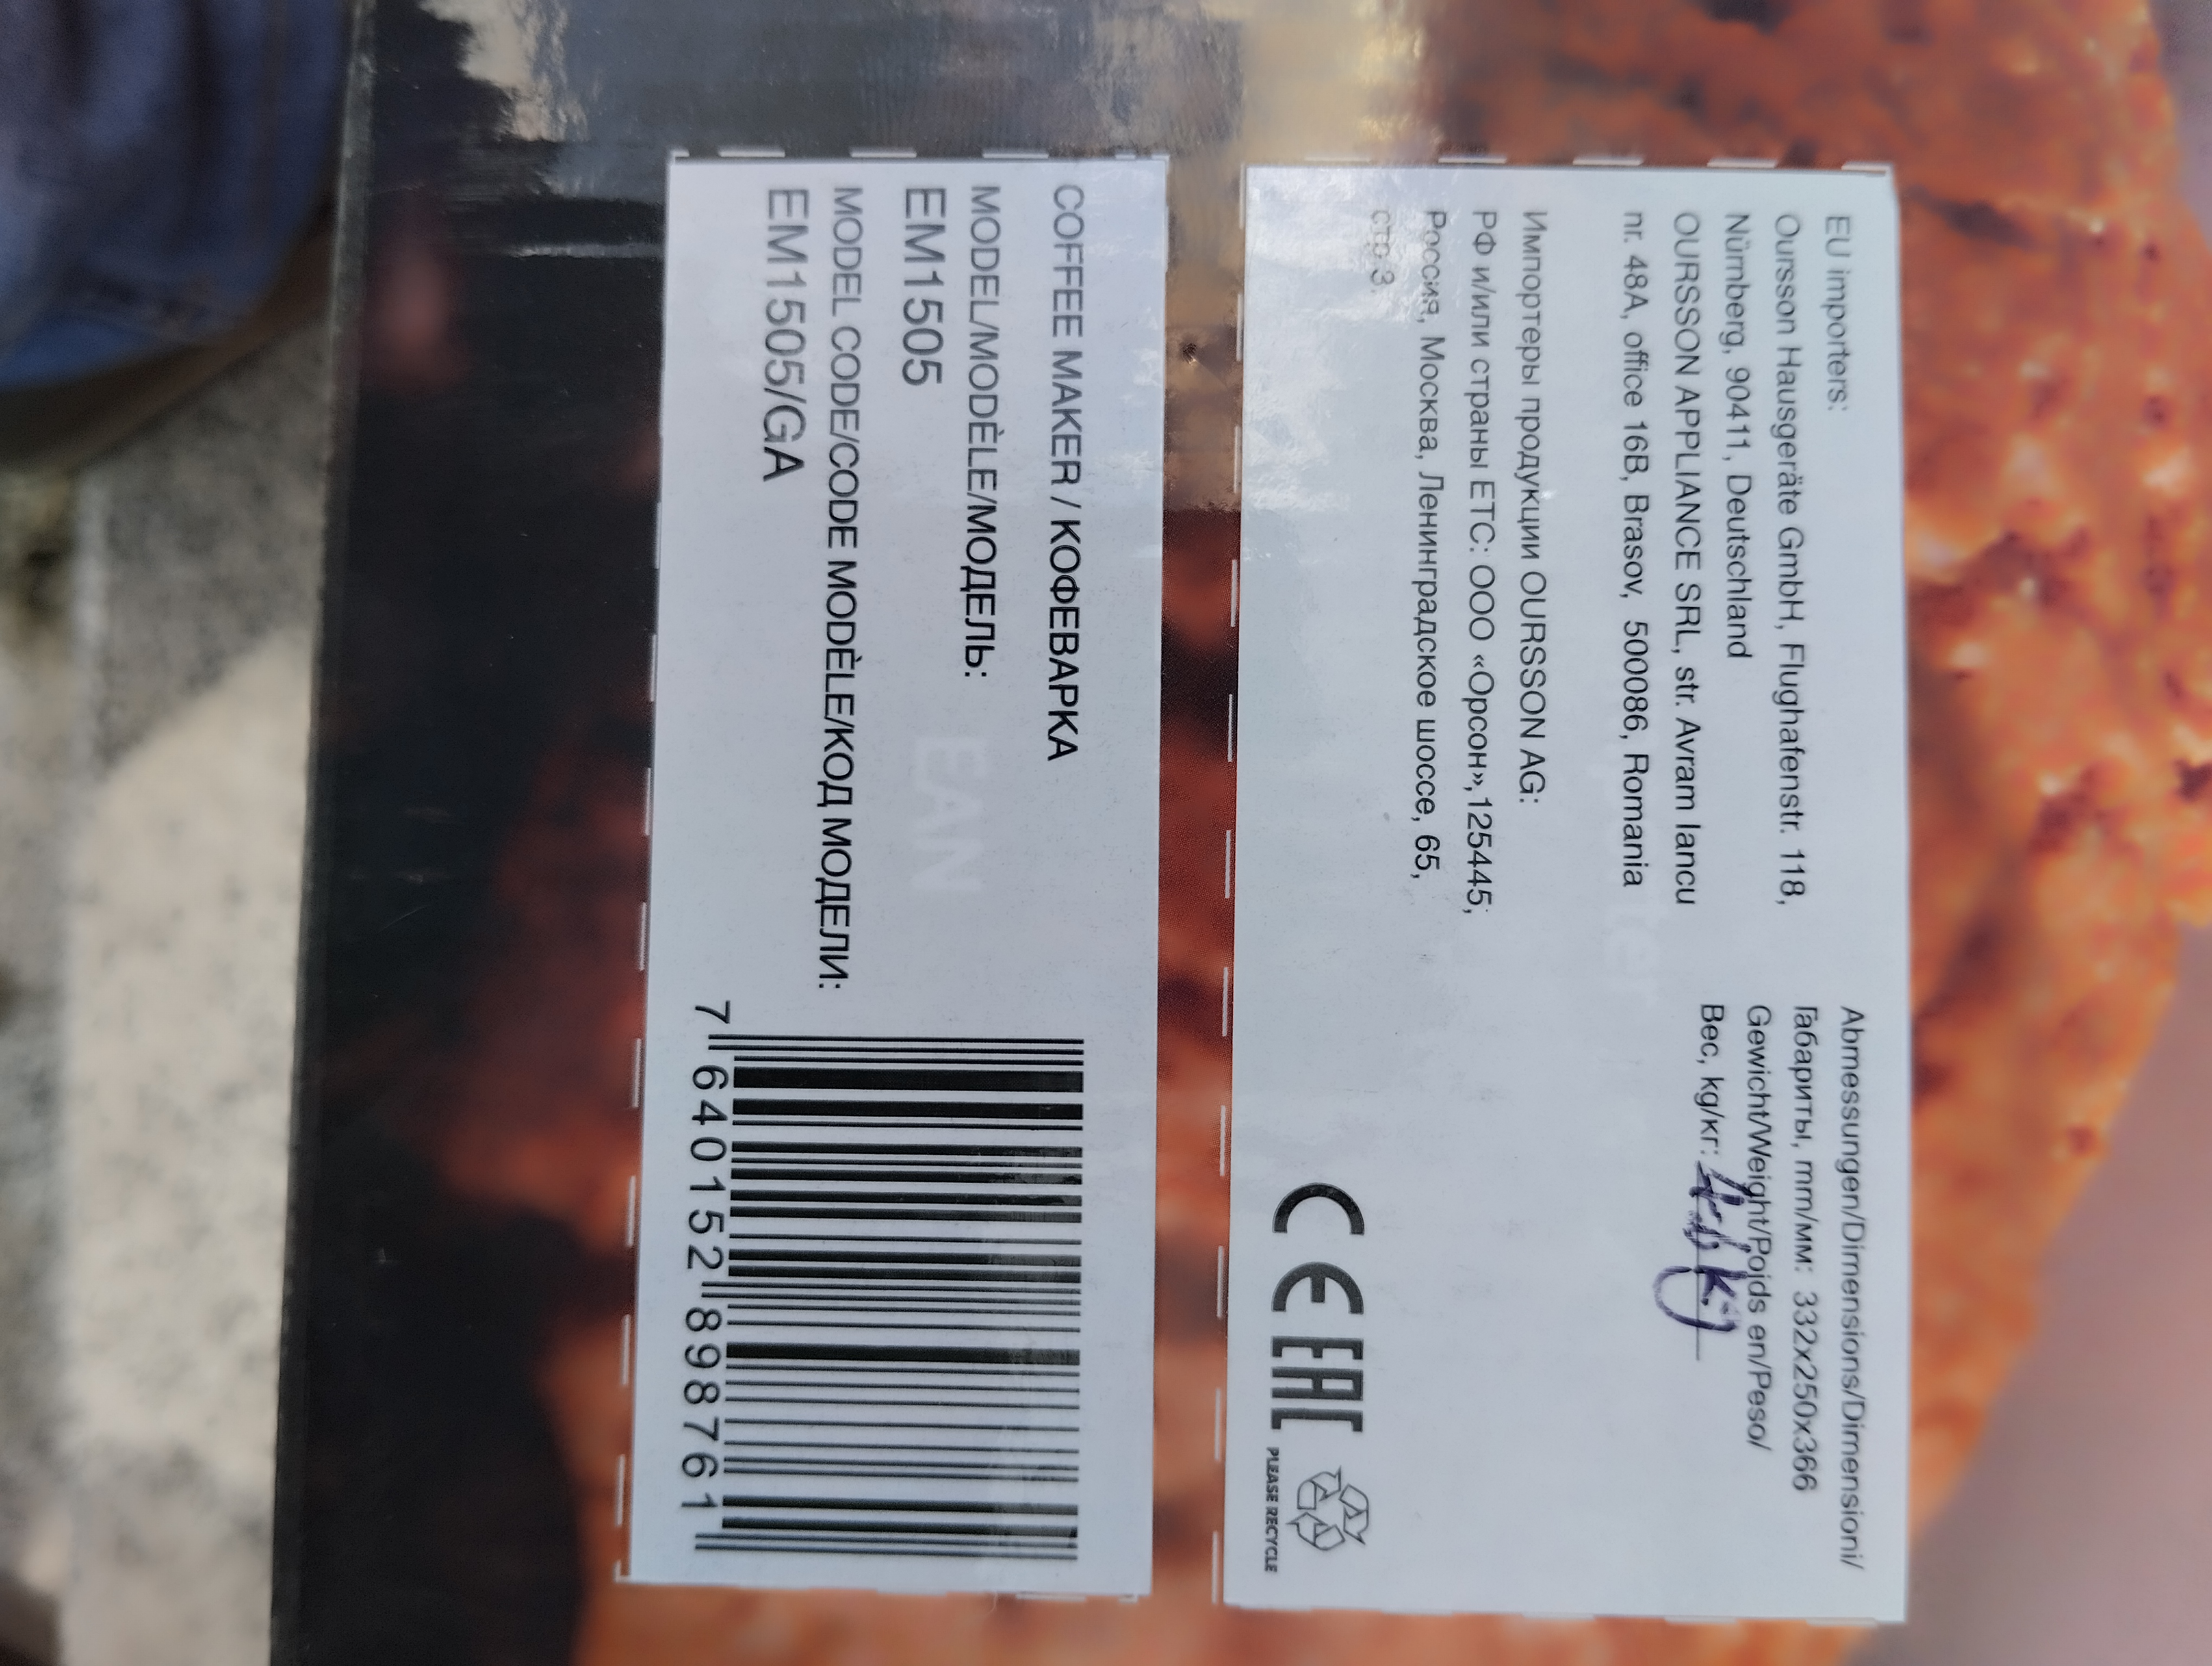 EU importers:
Oursson Hausgeräte GmbH, Flughafenstr. 118,
Nürnberg, 90411, Deutschland
OURSSON APPLIANCE SRL, str. Avram Iancu
nr. 48A, office 16B, Brasov, 500086, Romania
Импортеры продукции OURSSON AG:
РФ и/или страны ЕТС: ООО «Орсон»,125445,
Россия, Москва, Ленинградское шоссе, 65,
стр.3
Abmessungen/Dimensions/Dimensioni/
Габариты, mm/мм: 332x250x366
Gewicht/Weight/Poids en/Peso/
Вес, kg/кг:
CE EAC
PLEASE RECYCLE
COFFEE MAKER / КОФЕВАРКА
MODEL/MODÈLE/МОДЕЛЬ:
EM1505
EAN
MODEL CODE/CODE MODÈLE/КОД МОДЕЛИ:
EM1505/GA
7 640152 898761